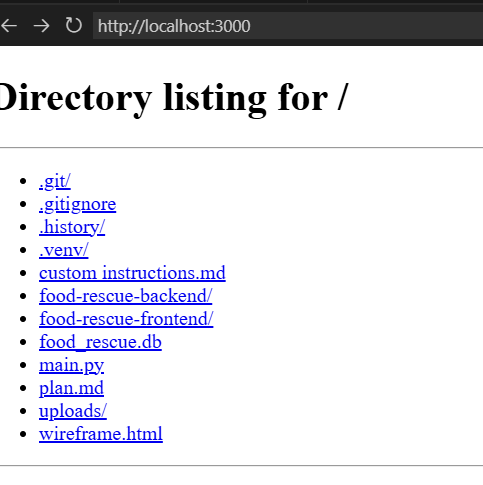 http://localhost:3000
Directory listing for /
.git/
.gitignore
.history/
.venv/
custom instructions.md
food-rescue-backend/
food-rescue-frontend/
food_rescue.db
main.py
plan.md
uploads/
wireframe.html